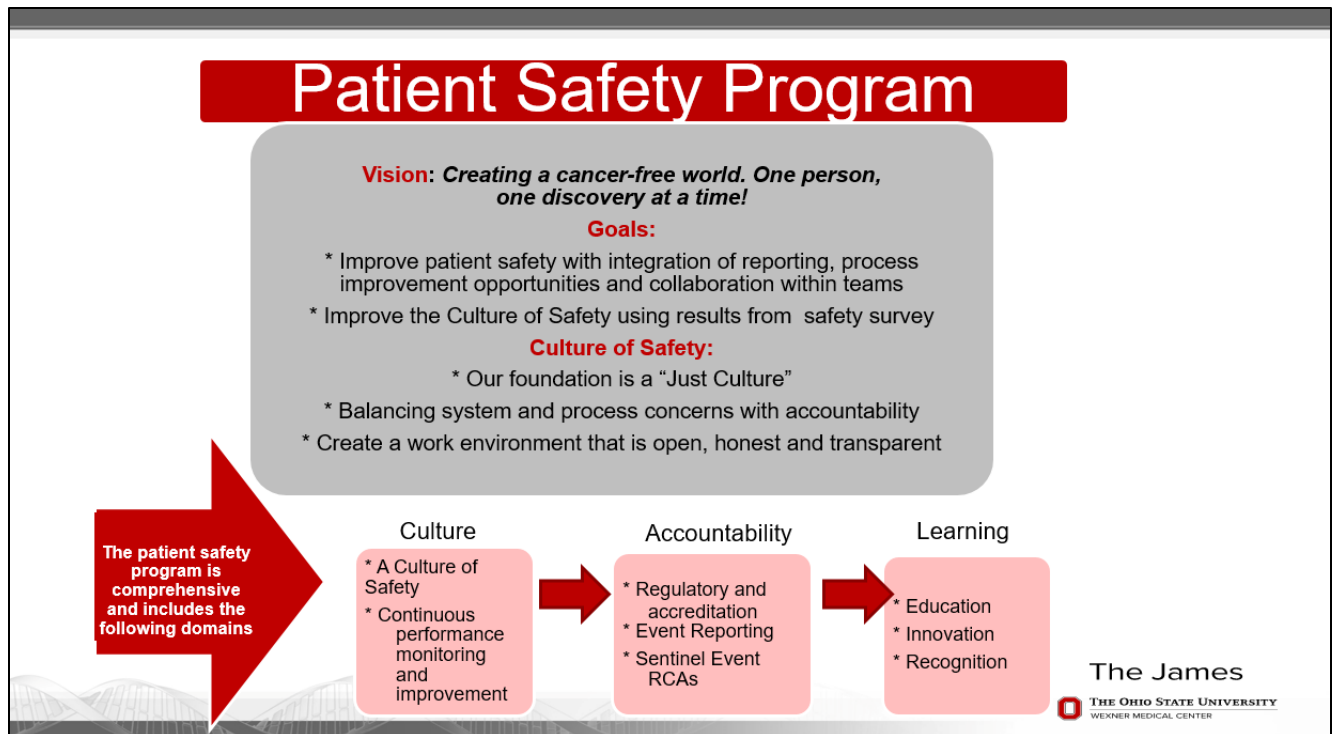 Patient Safety Program
Vision: Creating a cancer-free world. One person,
one discovery at a time!
Goals:
* Improve patient safety with integration of reporting, process
improvement opportunities and collaboration within teams
* Improve the Culture of Safety using results from safety survey
Culture of Safety:
* Our foundation is a “Just Culture”
* Balancing system and process concerns with accountability
* Create a work environment that is open, honest and transparent
The patient safety
program is
comprehensive
and includes the
following domains
Culture
* A Culture of
Safety
* Continuous
performance
monitoring
and
improvement
Accountability
* Regulatory and
accreditation
* Event Reporting
* Sentinel Event
RCAs
Learning
* Education
* Innovation
* Recognition
The James
THE OHIO STATE UNIVERSITY
WEXNER MEDICAL CENTER